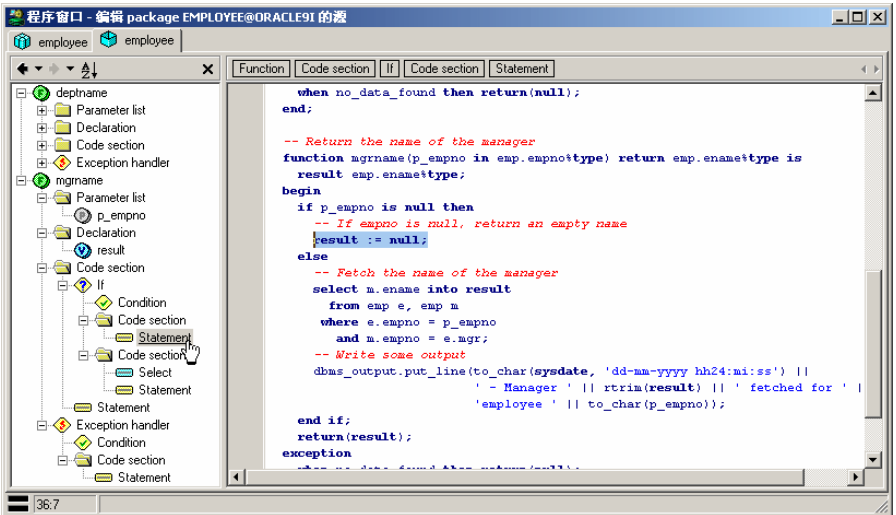 程序窗口 - 编辑 package EMPLOYEE@ORACLE9I 的源
employee employee
Function Code section If Code section Statement
deptname
Parameter list
Declaration
Code section
Exception handler
mgrname
Parameter list
p_empno
Declaration
result
Code section
If
Condition
Code section
Statement
Code section
Select
Statement
Statement
Exception handler
Condition
Code section
Statement
when no_data_found then return(null);
end;
-- Return the name of the manager
function mgrname(p_empno in emp.empno%type) return emp.ename%type is
result emp.ename%type;
begin
if p_empno is null then
-- If empno is null, return an empty name
result := null;
else
-- Fetch the name of the manager
select m.ename into result
from emp e, emp m
where e.empno = p_empno
and m.empno = e.mgr;
-- Write some output
dbms_output.put_line(to_char(sysdate, 'dd-mm-yyyy hh24:mi:ss') ||
' - Manager ' || rtrim(result) || ' fetched for ' |
'employee ' || to_char(p_empno));
end if;
return(result);
exception
when no_data_found then return(null);
36:7